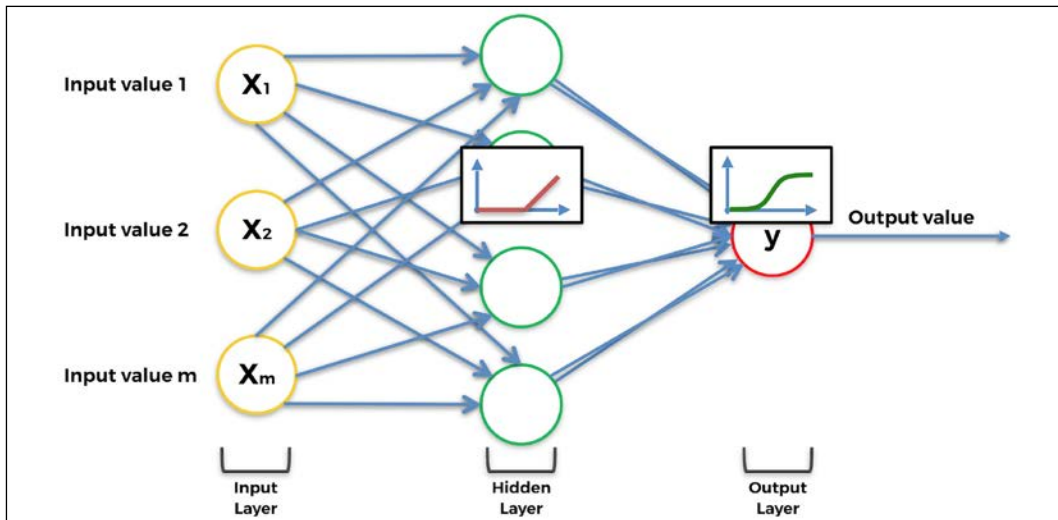 Input value 1
X₁
Input value 2
X₂
Input value m
Xₘ
y
Output value
Input
Layer
Hidden
Layer
Output
Layer